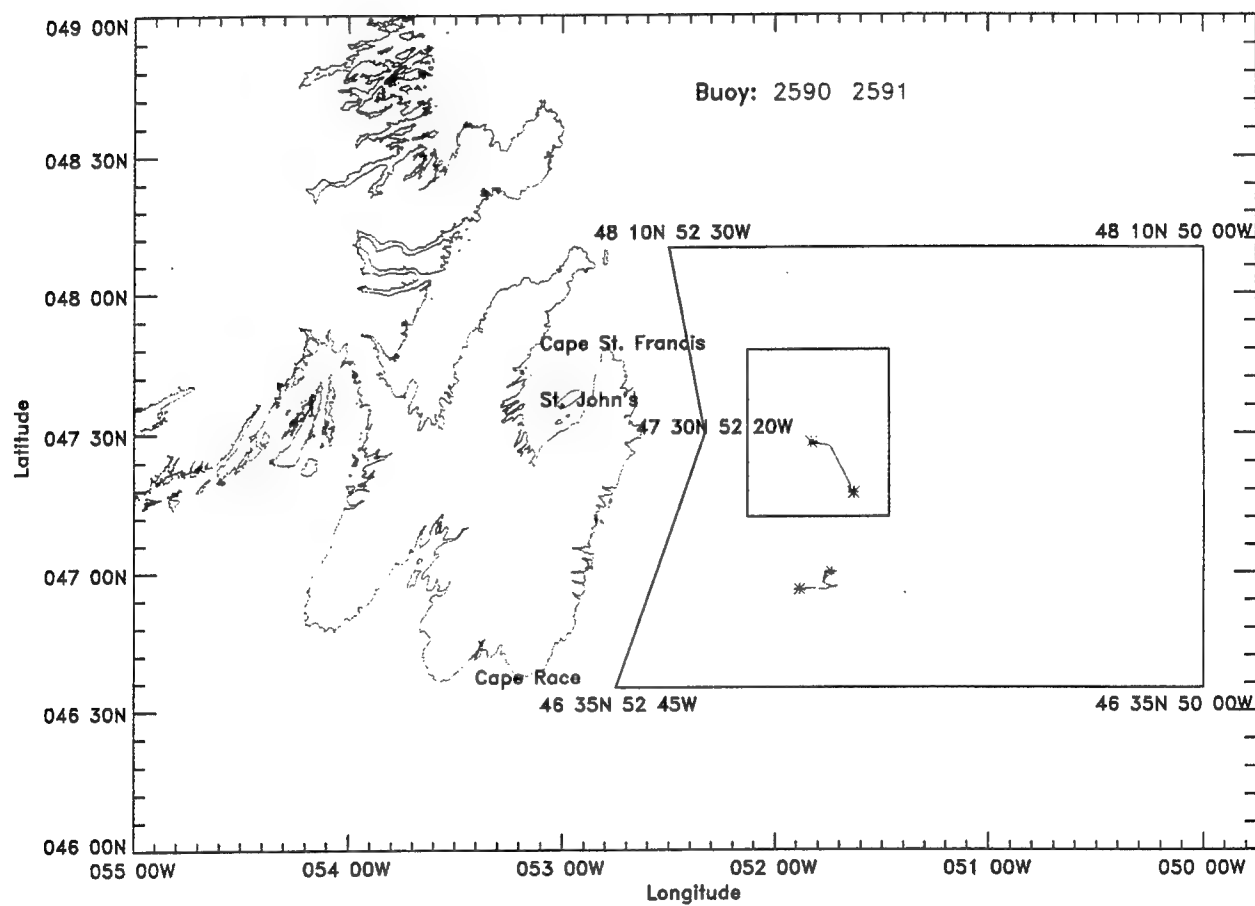 049 00N
Buoy: 2590 2591
048 30N
48 10N 52 30W
48 10N 50 00W
048 00N
Cape St. Francis
St. John's
47 30N 52 20W
047 30N
Latitude
047 00N
Cape Race
46 35N 52 45W
46 35N 50 00W
046 30N
046 00N
055 00W
054 00W
053 00W
052 00W
051 00W
050 00W
Longitude